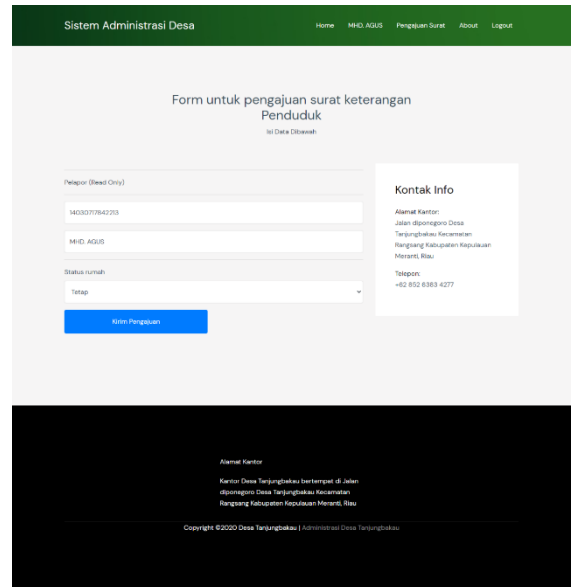 Sistem Administrasi Desa
Home MHD. AGUS Pengajuan Surat About Logout
Form untuk pengajuan surat keterangan
Penduduk
Isi Data Dibawah
Pelapor (Read Only)
14030717842213
MHD. AGUS
Status rumah
Tetap
Kirim Pengajuan
Kontak Info
Alamat Kantor:
Jalan diponegoro Desa
Tanjungbakau Kecamatan
Rangsang Kabupaten Kepulauan
Meranti, Riau
Telepon:
+62 852 6383 4277
Alamat Kantor
Kantor Desa Tanjungbakau bertempat di Jalan
diponegoro Desa Tanjungbakau Kecamatan
Rangsang Kabupaten Kepulauan Meranti, Riau
Copyright ©2020 Desa Tanjungbakau | Administrasi Desa Tanjungbakau